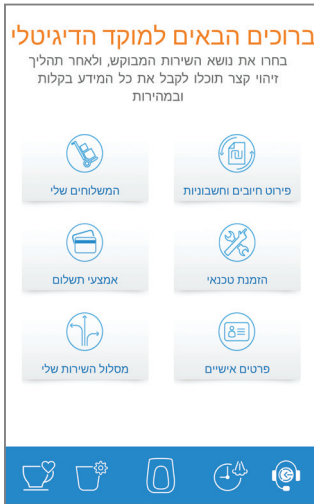 ברוכים הבאים למוקד הדיגיטלי
בחרו את נושא השירות המבוקש, ולאחר תהליך
זיהוי קצר תוכלו לקבל את כל המידע בקלות
ובמהירות
פירוט חיובים וחשבוניות
המשלוחים שלי
הזמנת טכנאי
אמצעי תשלום
פרטים אישיים
מסלול השירות שלי